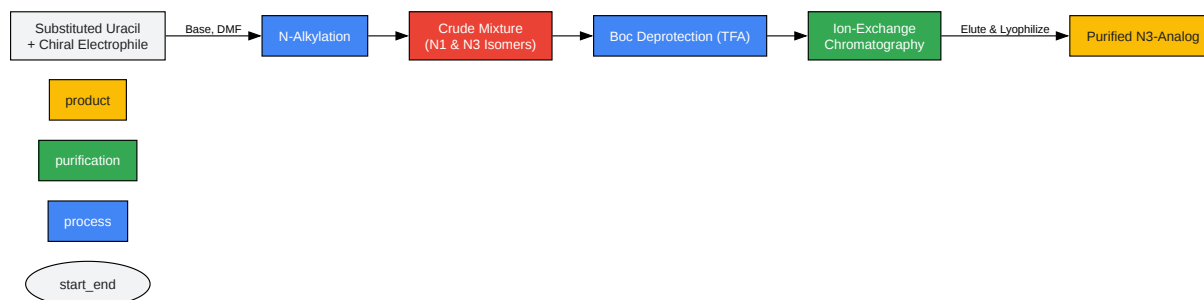 Substituted Uracil
+ Chiral Electrophile
Base, DMF
N-Alkylation
Crude Mixture
(N1 & N3 Isomers)
Boc Deprotection (TFA)
Ion-Exchange
Chromatography
Elute & Lyophilize
Purified N3-Analog
product
purification
process
start_end